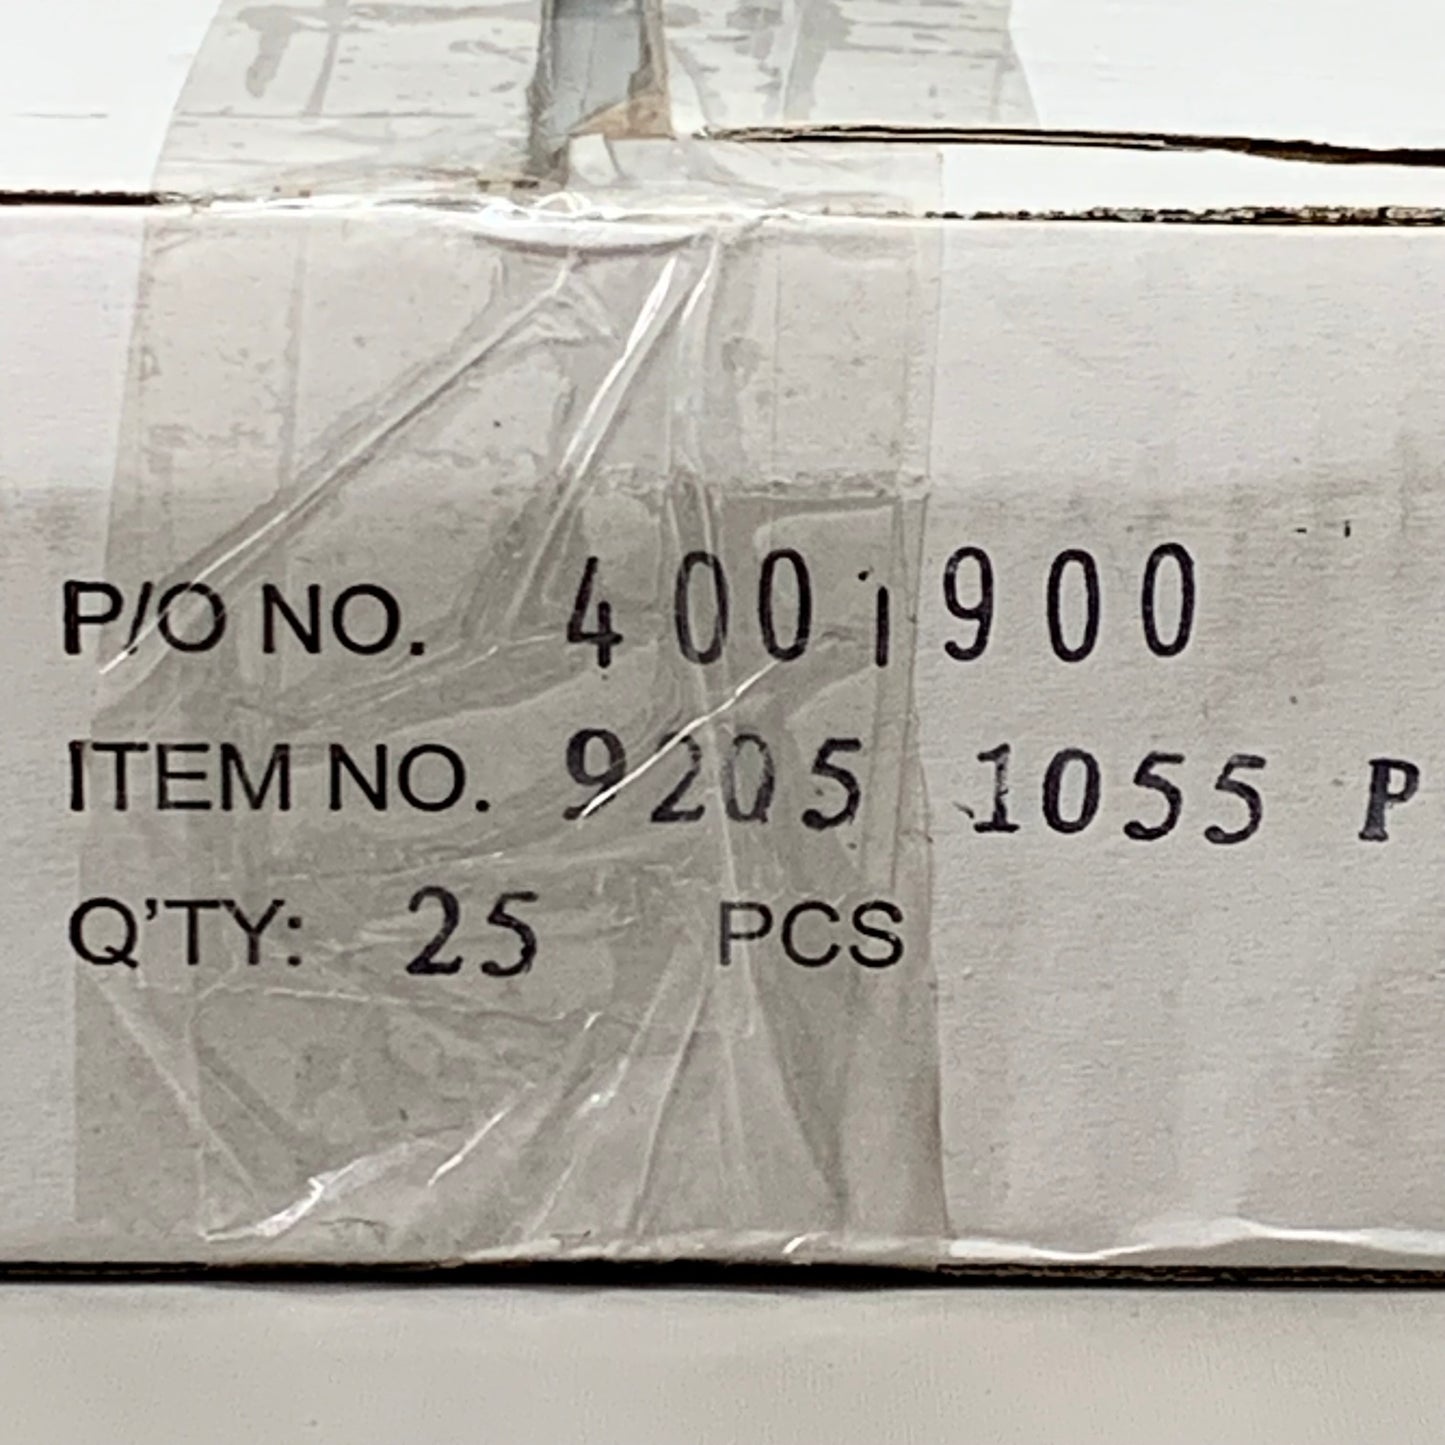 P/O NO. 4001900
ITEM NO. 9205 1055 P
Q'TY: 25 PCS